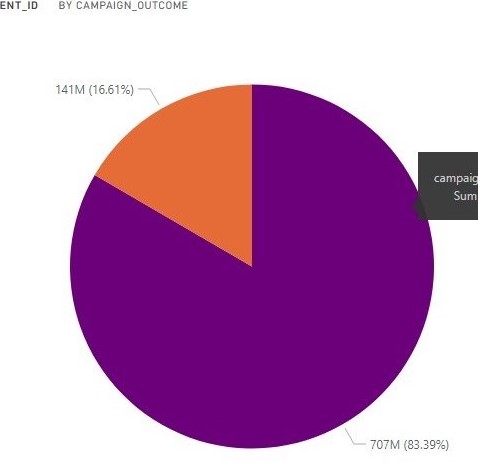 ENT_ID BY CAMPAIGN_OUTCOME
141M (16.61%)
campaig
Sum
707M (83.39%)